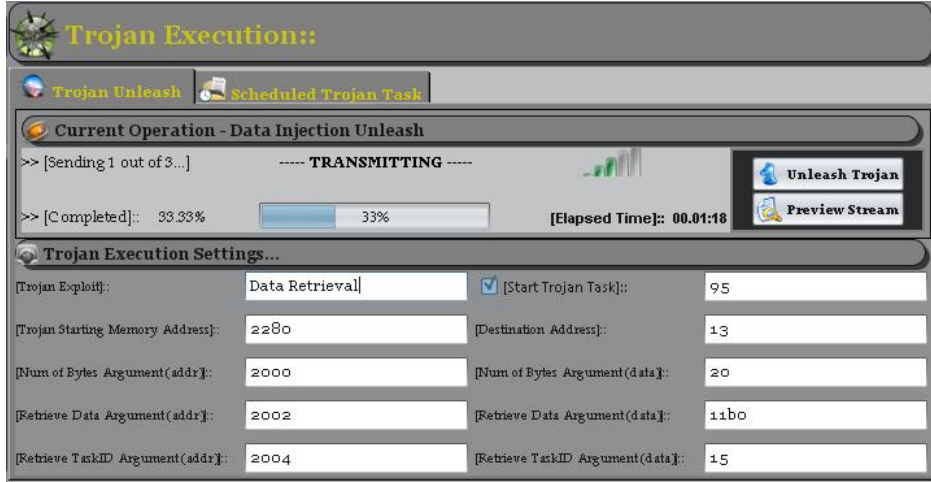 Trojan Execution::
Trojan Unleash Scheduled Trojan Task
Current Operation - Data Injection Unleash
>> [Sending 1 out of 3...] ----- TRANSMITTING -----
Unleash Trojan
>> [Completed]:: 33.33% 33% [Elapsed Time]:: 00.01:18
Preview Stream
Trojan Execution Settings...
[Trojan Exploit]:: Data Retrieval [Start Trojan Task]:: 95
[Trojan Starting Memory Address]:: 2280 [Destination Address]:: 13
[Num of Bytes Argument(addr)]:: 2000 [Num of Bytes Argument(data)]:: 20
[Retrieve Data Argument(addr)]:: 2002 [Retrieve Data Argument(data)]:: 11b0
[Retrieve TaskID Argument(addr)]:: 2004 [Retrieve TaskID Argument(data)]:: 15